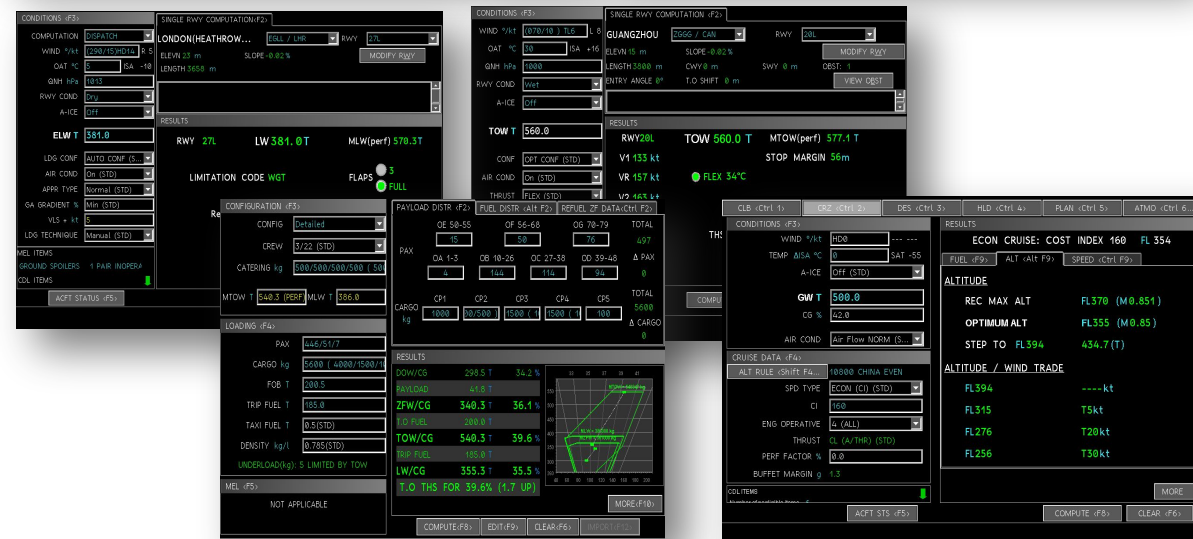 CONDITIONS <F3>
COMPUTATION DISPATCH
WIND °/kt (290/15)HD14 R 5
OAT °C 5 ISA -10
QNH hPa 1013
RWY COND Dry
A-ICE Off
ELW T 381.0
LDG CONF AUTO CONF (S...
AIR COND On (STD)
APPR TYPE Normal (STD)
GA GRADIENT % Min (STD)
VLS + kt 5
LDG TECHNIQUE Manual (STD)
MEL ITEMS
GROUND SPOILERS 1 PAIR INOPERA
CDL ITEMS
ACFT STATUS <F5>
SINGLE RWY COMPUTATION<F2>
LONDON(HEATHROW... EGLL / LHR RWY 27L
ELEVN 23 m SLOPE-0.02% MODIFY RWY
LENGTH 3658 m
RESULTS
RWY 27L LW381.0T MLW(perf) 570.3T
LIMITATION CODE WGT FLAPS 3
FULL
Re
CONDITIONS <F3>
WIND °/kt (070/10 ) TL6 L 8
OAT °C 30 ISA +16
QNH hPa 1000
RWY COND Wet
A-ICE Off
TOW T 560.0
CONF OPT CONF (STD)
AIR COND On (STD)
THRUST FLEX (STD)
SINGLE RWY COMPUTATION <F2>
GUANGZHOU ZGGG / CAN RWY 20L
ELEVN 15 m SLOPE-0.02% MODIFY RWY
LENGTH3800 m CWY 0 m SWY 0 m OBST: 1
ENTRY ANGLE 0° T.O SHIFT 0 m VIEW OBST
RESULTS
RWY20L TOW 560.0 T MTOW(perf) 577.1 T
V1 133 kt STOP MARGIN 56m
VR 157 kt FLEX 34°C
V2 163 kt
THS
COMPU
CONFIGURATION <F3>
CONFIG Detailed
CREW 3/22 (STD)
CATERING kg 500/500/500/500 ( 50
MTOW T 540.3 (PERF) MLW T 386.0
LOADING <F4>
PAX 446/51/7
CARGO kg 5600 ( 4000/1500/10
FOB T 200.5
TRIP FUEL T 185.0
TAXI FUEL T 0.5(STD)
DENSITY kg/l 0.785(STD)
UNDERLOAD(kg): 5 LIMITED BY TOW
MEL <F5>
NOT APPLICABLE
PAYLOAD DISTR <F2> FUEL DISTR <Alt F2> REFUEL ZF DATA<Ctrl F2>
OE 50-55 OF 56-68 OG 70-79 TOTAL
15 50 76 497
PAX
OA 1-3 OB 10-26 OC 27-38 OD 39-48 Δ PAX
4 144 114 94 0
CP1 CP2 CP3 CP4 CP5 TOTAL
CARGO 1000 00/500 ) 1500 ( 1 1500 ( 1 100 5600
kg Δ CARGO
0
RESULTS
DOW/CG 298.5 T 34.2 %
PAYLOAD 41.8 T
ZFW/CG 340.3 T 36.1 %
T.O FUEL 200.0 T
TOW/CG 540.3 T 39.6 %
TRIP FUEL 185.0 T
LW/CG 355.3 T 35.5 %
T.O THS FOR 39.6% (1.7 UP)
MORE<F10>
COMPUTE<F8> EDIT<F9> CLEAR<F6> IMPORT<F12>
CLB <Ctrl 1> CRZ <Ctrl 2> DES <Ctrl 3> HLD <Ctrl 4> PLAN <Ctrl 5> ATMO <Ctrl 6...
CONDITIONS <F3>
WIND °/kt HD0 --- ---
TEMP ΔISA °C 0 SAT -55
A-ICE Off (STD)
GW T 500.0
CG % 42.0
AIR COND Air Flow NORM (S...
CRUISE DATA <F4>
ALT RULE <Shift F4... 10800 CHINA EVEN
SPD TYPE ECON (CI) (STD)
CI 160
ENG OPERATIVE 4 (ALL)
THRUST CL (A/THR) (STD)
PERF FACTOR % 0.0
BUFFET MARGIN g 1.3
CDL ITEMS
ACFT STS <F5>
RESULTS
ECON CRUISE: COST INDEX 160 FL 354
FUEL <F9> ALT <Alt F9> SPEED <Ctrl F9>
ALTITUDE
REC MAX ALT FL370 (M0.851 )
OPTIMUM ALT FL355 (M0.85 )
STEP TO FL394 434.7(T)
ALTITUDE / WIND TRADE
FL394 ----kt
FL315 T5kt
FL276 T20kt
FL256 T30kt
MORE
COMPUTE <F8> CLEAR <F6>